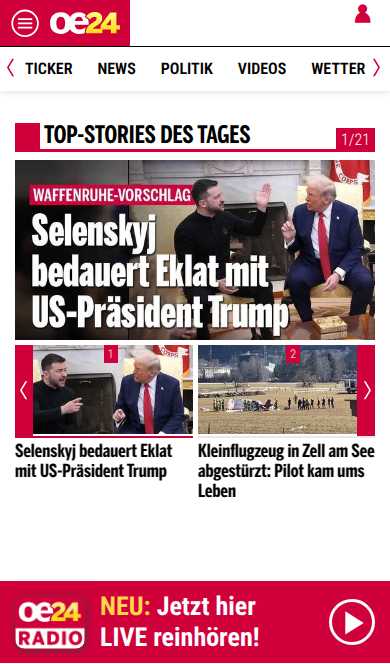 oe24
TICKER NEWS POLITIK VIDEOS WETTER
TOP-STORIES DES TAGES
1/21
WAFFENRUHE-VORSCHLAG
Selenskyj
bedauert Eklat mit
US-Präsident Trump
1
2
Selenskyj bedauert Eklat
mit US-Präsident Trump
Kleinflugzeug in Zell am See
abgestürzt: Pilot kam ums
Leben
oe24
RADIO
NEU: Jetzt hier
LIVE reinhören!